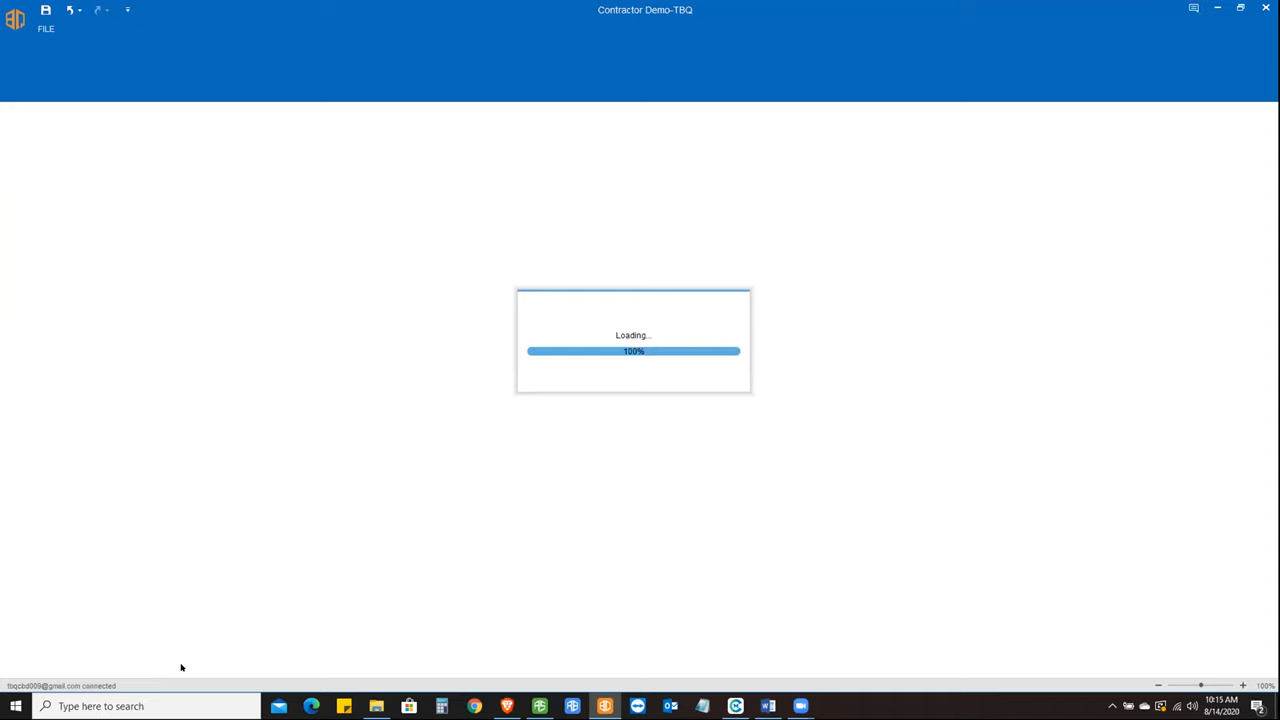 Contractor Demo-TBQ
FILE
Loading...
100%
tbqcbd009@gmail.com connected
100%
Type here to search
10:15 AM
8/14/2020
2